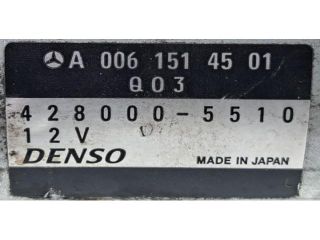 A 006 151 45 01
Q03
428000-5510
12V
DENSO MADE IN JAPAN